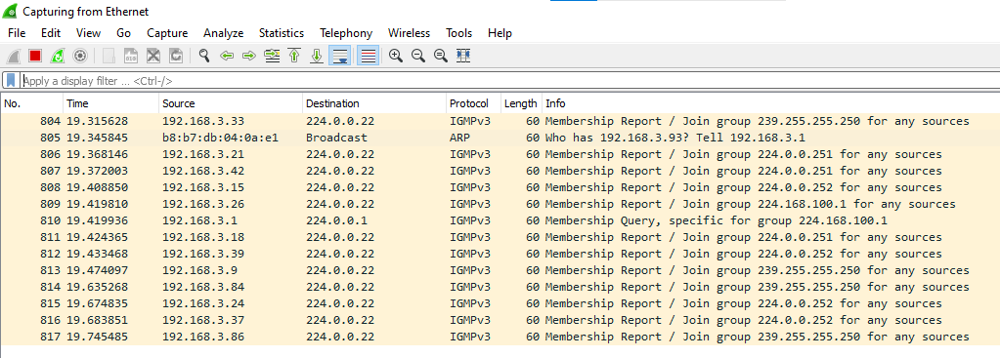 Capturing from Ethernet
File Edit View Go Capture Analyze Statistics Telephony Wireless Tools Help
Apply a display filter ... <Ctrl-/>
No. Time Source Destination Protocol Length Info
804 19.315628 192.168.3.33 224.0.0.22 IGMPv3 60 Membership Report / Join group 239.255.255.250 for any sources
805 19.345845 b8:b7:db:04:0a:e1 Broadcast ARP 60 Who has 192.168.3.93? Tell 192.168.3.1
806 19.368146 192.168.3.21 224.0.0.22 IGMPv3 60 Membership Report / Join group 224.0.0.251 for any sources
807 19.372003 192.168.3.42 224.0.0.22 IGMPv3 60 Membership Report / Join group 224.0.0.251 for any sources
808 19.408850 192.168.3.15 224.0.0.22 IGMPv3 60 Membership Report / Join group 224.0.0.252 for any sources
809 19.419810 192.168.3.26 224.0.0.22 IGMPv3 60 Membership Report / Join group 224.168.100.1 for any sources
810 19.419936 192.168.3.1 224.0.0.1 IGMPv3 60 Membership Query, specific for group 224.168.100.1
811 19.424365 192.168.3.18 224.0.0.22 IGMPv3 60 Membership Report / Join group 224.0.0.251 for any sources
812 19.433468 192.168.3.39 224.0.0.22 IGMPv3 60 Membership Report / Join group 224.0.0.252 for any sources
813 19.474097 192.168.3.9 224.0.0.22 IGMPv3 60 Membership Report / Join group 239.255.255.250 for any sources
814 19.635268 192.168.3.84 224.0.0.22 IGMPv3 60 Membership Report / Join group 239.255.255.250 for any sources
815 19.674835 192.168.3.24 224.0.0.22 IGMPv3 60 Membership Report / Join group 224.0.0.252 for any sources
816 19.683851 192.168.3.37 224.0.0.22 IGMPv3 60 Membership Report / Join group 224.0.0.252 for any sources
817 19.745485 192.168.3.86 224.0.0.22 IGMPv3 60 Membership Report / Join group 239.255.255.250 for any sources